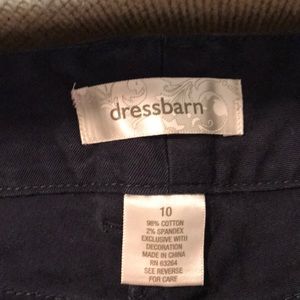 dressbarn
10
98% COTTON
2% SPANDEX
EXCLUSIVE WITH
DECORATION
MADE IN CHINA
RN 63264
SEE REVERSE
FOR CARE